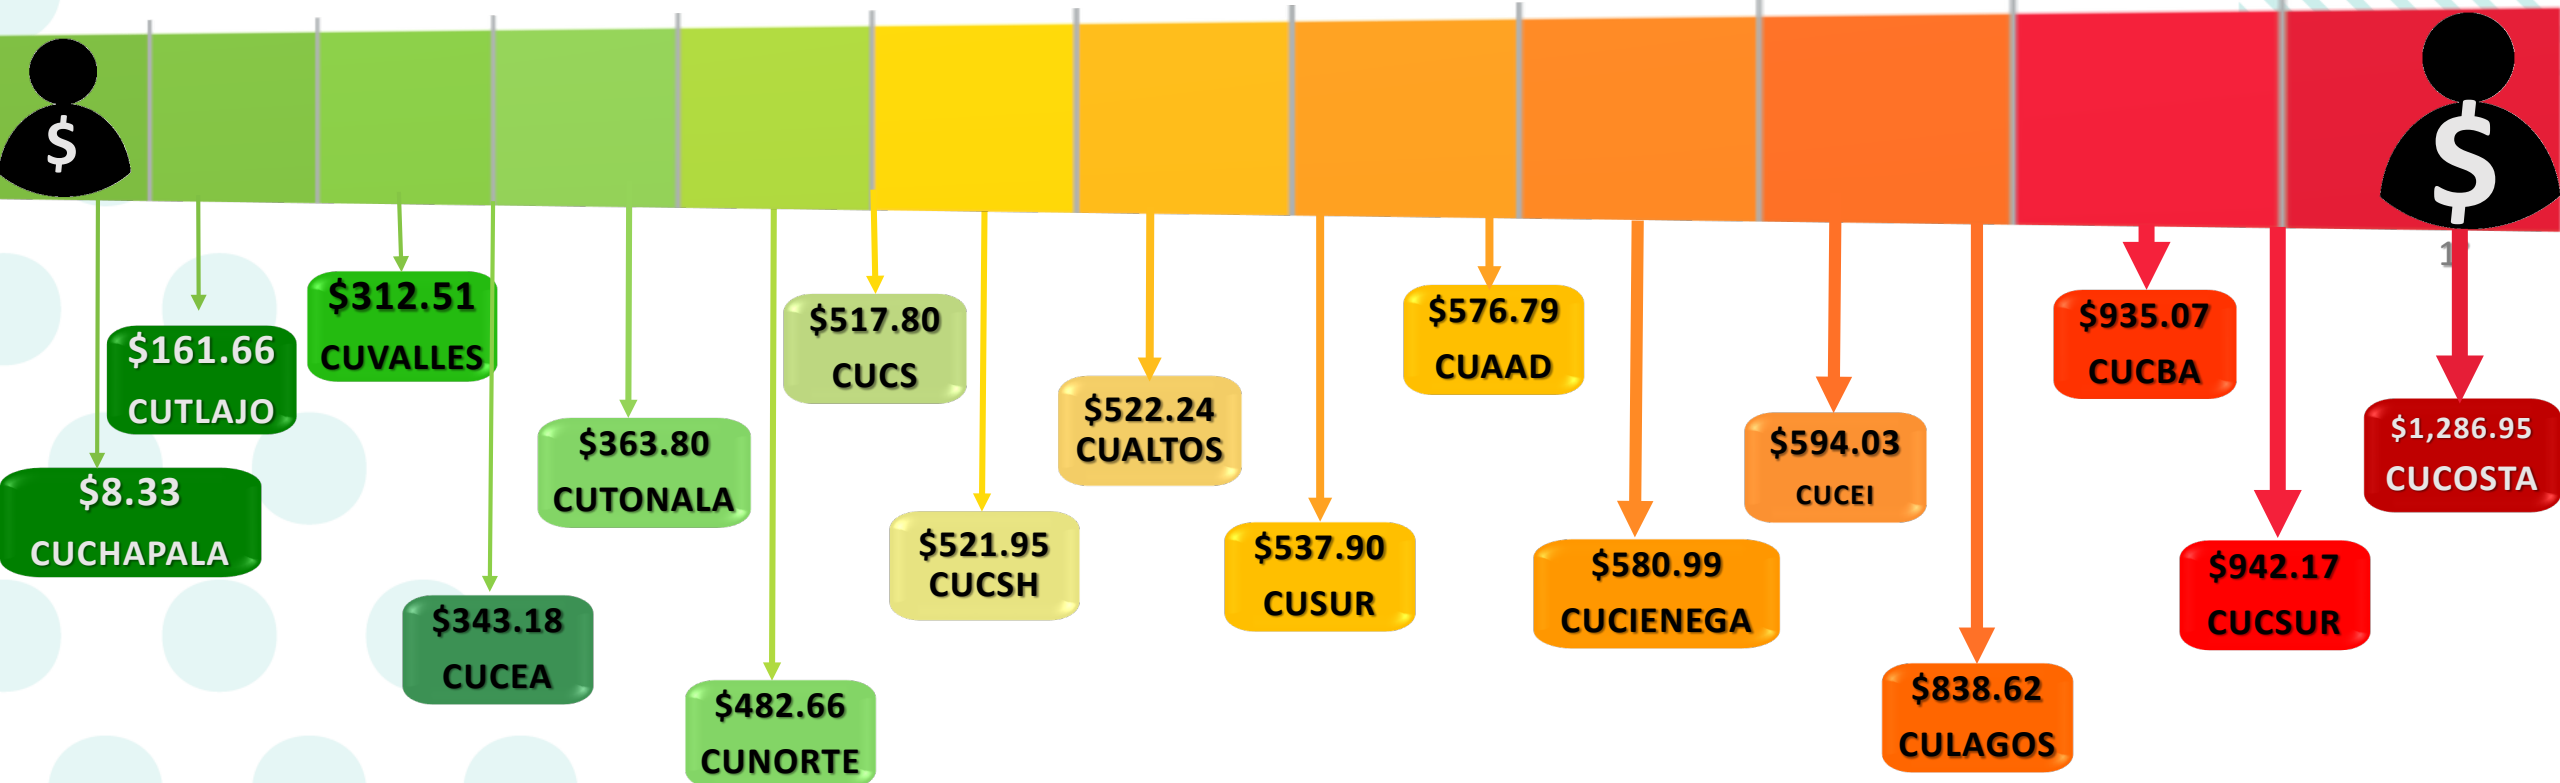 $
$
1
$8.33
CUCHAPALA
$161.66
CUTLAJO
$312.51
CUVALLES
$343.18
CUCEA
$363.80
CUTONALA
$482.66
CUNORTE
$517.80
CUCS
$521.95
CUCSH
$522.24
CUALTOS
$537.90
CUSUR
$576.79
CUAAD
$580.99
CUCIENEGA
$594.03
CUCEI
$838.62
CULAGOS
$935.07
CUCBA
$942.17
CUCSUR
$1,286.95
CUCOSTA